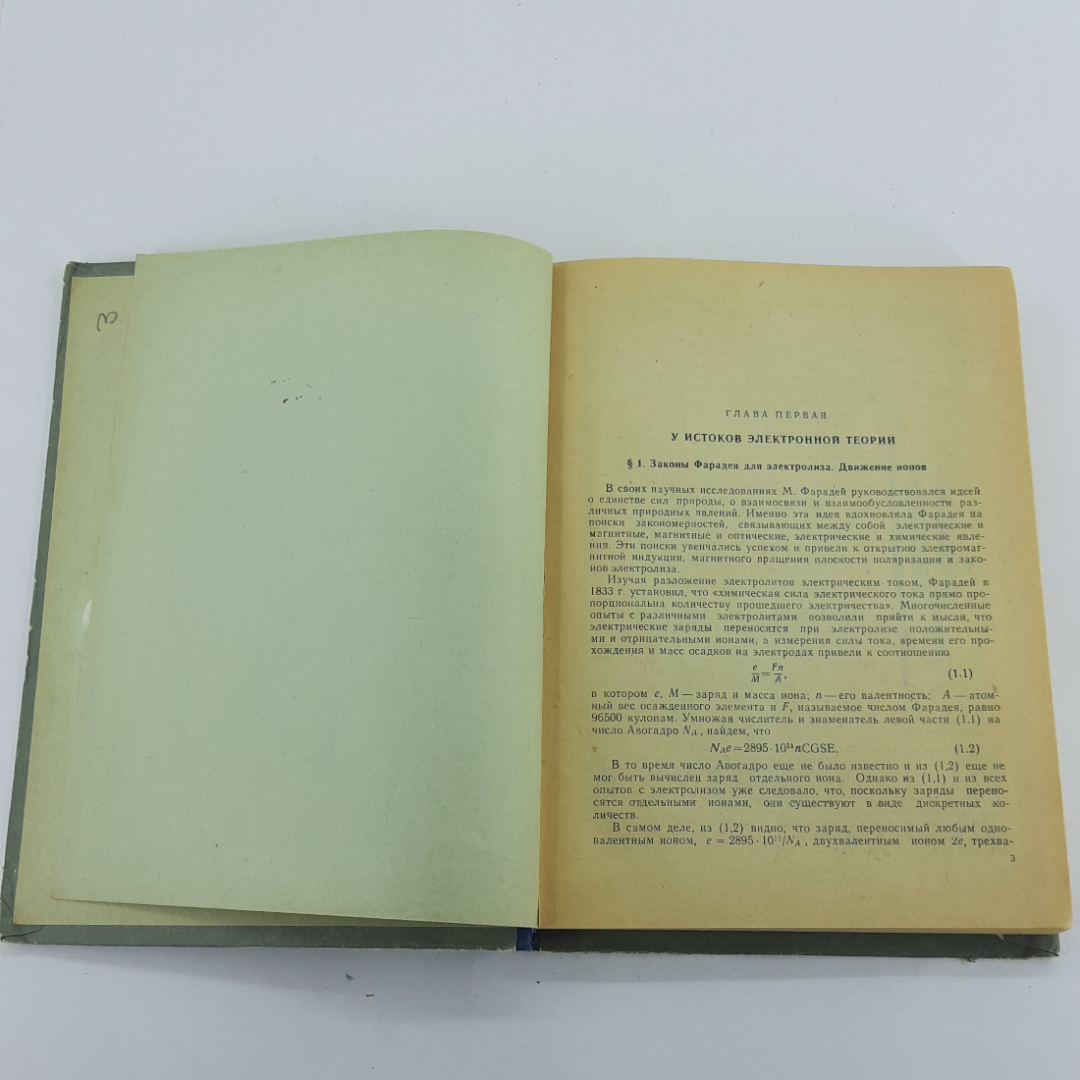 З
ГЛАВА ПЕРВАЯ
У ИСТОКОВ ЭЛЕКТРОННОЙ ТЕОРИИ
§ 1. Законы Фарадея для электролиза. Движение ионов
В своих научных исследованиях М. Фарадей руководствовался идеей
о единстве сил природы, о взаимосвязи и взаимообусловленности раз-
личных природных явлений. Именно эта идея вдохновляла Фарадея на
поиски закономерностей, связывающих между собой электрические и
магнитные, магнитные и оптические, электрические и химические явле-
ния. Эти поиски увенчались успехом и привели к открытию электромаг-
нитной индукции, магнитного вращения плоскости поляризации и зако-
нов электролиза.
Изучая разложение электролитов электрическим током, Фарадей в
1833 г. установил, что «химическая сила электрического тока прямо про-
порциональна количеству прошедшего электричества». Многочисленные
опыты с различными электролитами позволили прийти к мысли, что
электрические заряды переносятся при электролизе положительны-
ми и отрицательными ионами, а измерения силы тока, времени его про-
хождения и масс осадков на электродах привели к соотношению
e/M = Fn/A, (1.1)
в котором e, M — заряд и масса иона; n — его валентность; A — атом-
ный вес осажденного элемента и F, называемое числом Фарадея, равно
96500 кулонам. Умножая числитель и знаменатель левой части (1.1) на
число Авогадро N_A, найдем, что
N_Ae=2895·10¹¹nCGSE. (1.2)
В то время число Авогадро еще не было известно и из (1,2) еще не
мог быть вычислен заряд отдельного иона. Однако из (1,1) и из всех
опытов с электролизом уже следовало, что, поскольку заряды перено-
сятся отдельными ионами, они существуют в виде дискретных ко-
личеств.
В самом деле, из (1,2) видно, что заряд, переносимый любым одно-
валентным ионом, e = 2895·10¹¹/N_A, двухвалентным ионом 2e, трехва-
3